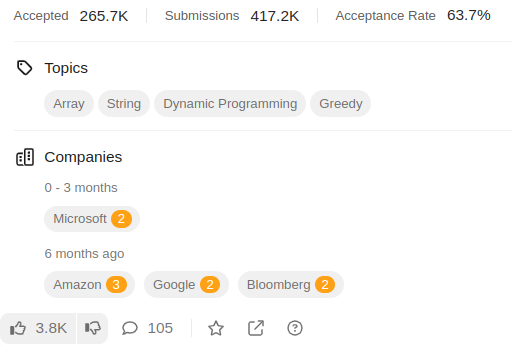 Accepted 265.7K Submissions 417.2K Acceptance Rate 63.7%
Topics
Array String Dynamic Programming Greedy
Companies
0 - 3 months
Microsoft 2
6 months ago
Amazon 3 Google 2 Bloomberg 2
3.8K 105